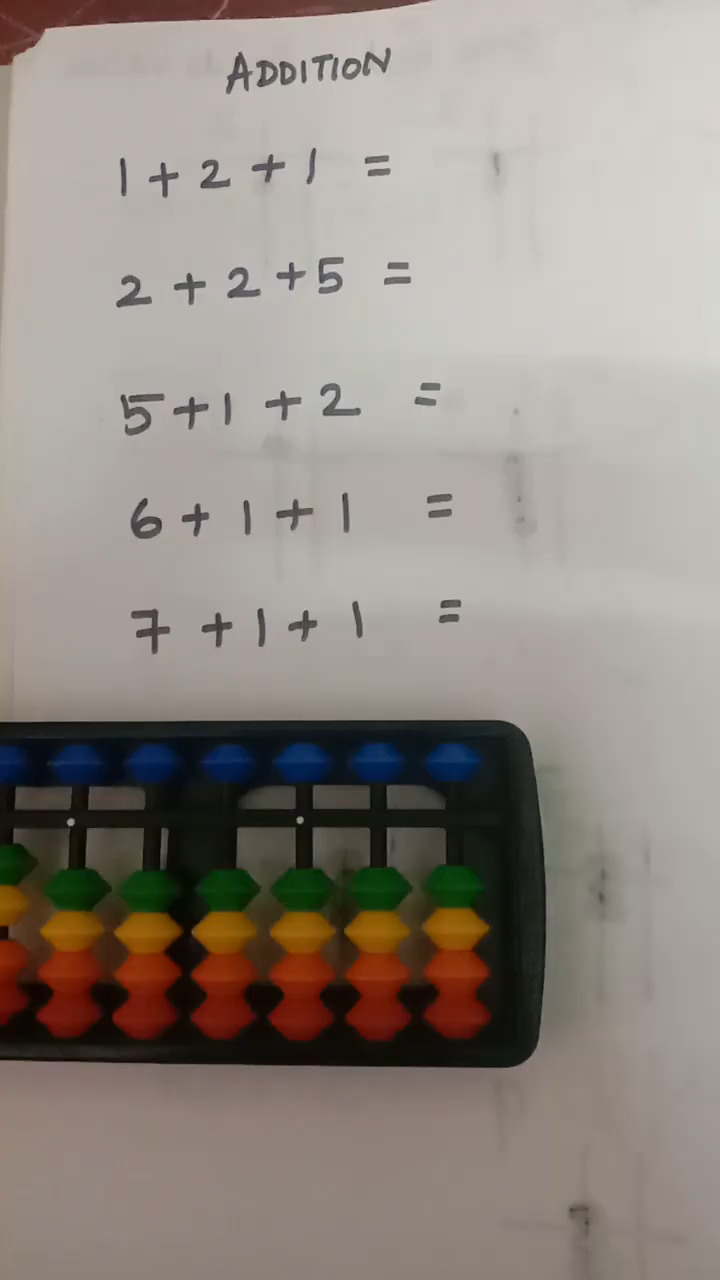 ADDITION
1 + 2 + 1 =
2 + 2 + 5 =
5 + 1 + 2 =
6 + 1 + 1 =
7 + 1 + 1 =